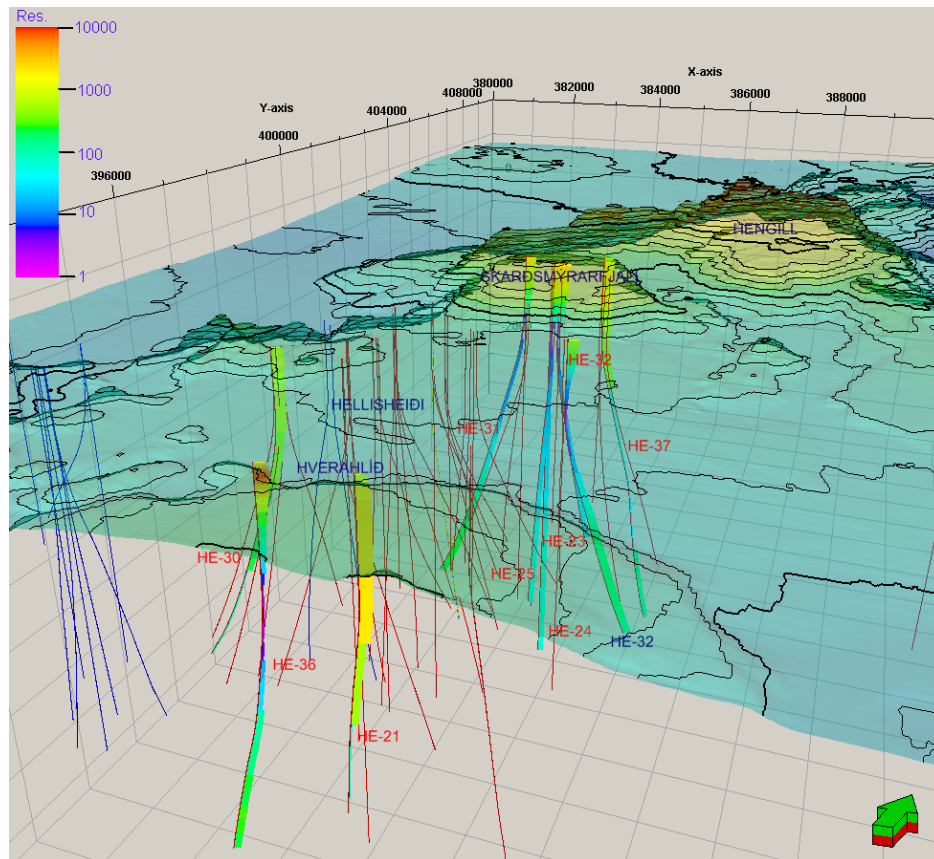 Res.
10000
1000
100
10
1
X-axis
Y-axis
380000
382000
384000
386000
388000
408000
404000
400000
396000
HENGILL
SKARDSMYRARFJALL
HE-32
HELLISHEIÐI
HE-31
HE-37
HVERAHLÍÐ
HE-23
HE-30
HE-25
HE-24
HE-32
HE-36
HE-21